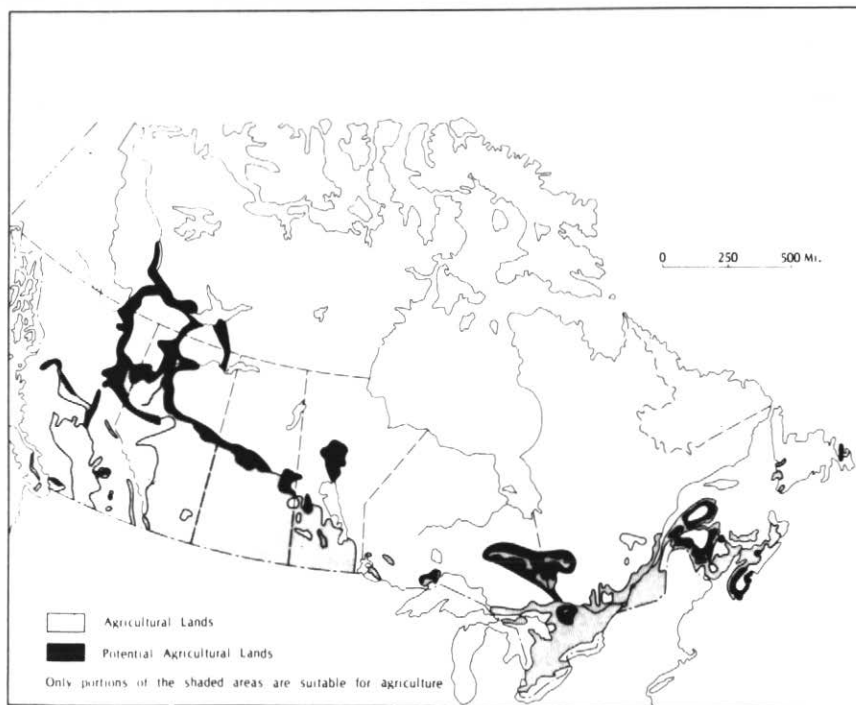 0 250 500 Mi.
Agricultural Lands
Potential Agricultural Lands
Only portions of the shaded areas are suitable for agriculture